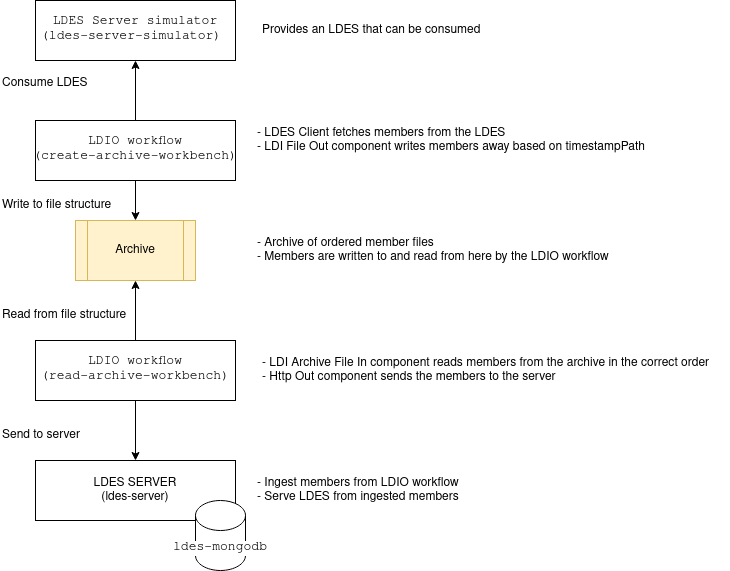 LDES Server simulator
(ldes-server-simulator)
Provides an LDES that can be consumed
Consume LDES
LDIO workflow
(create-archive-workbench)
- LDES Client fetches members from the LDES
- LDI File Out component writes members away based on timestampPath
Write to file structure
Archive
- Archive of ordered member files
- Members are written to and read from here by the LDIO workflow
Read from file structure
LDIO workflow
(read-archive-workbench)
- LDI Archive File In component reads members from the archive in the correct order
- Http Out component sends the members to the server
Send to server
LDES SERVER
(ldes-server)
- Ingest members from LDIO workflow
- Serve LDES from ingested members
ldes-mongodb